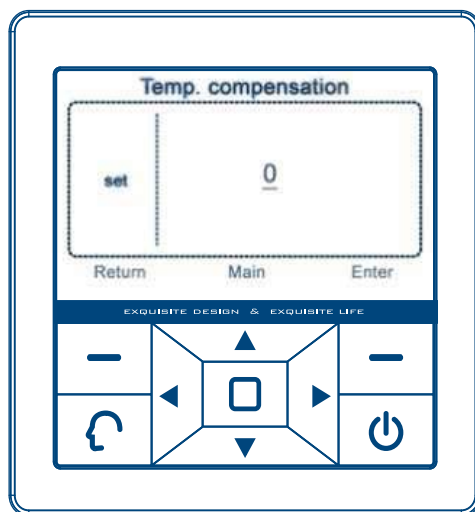 Temp. compensation
set
0
Return Main Enter
EXQUISITE DESIGN & EXQUISITE LIFE